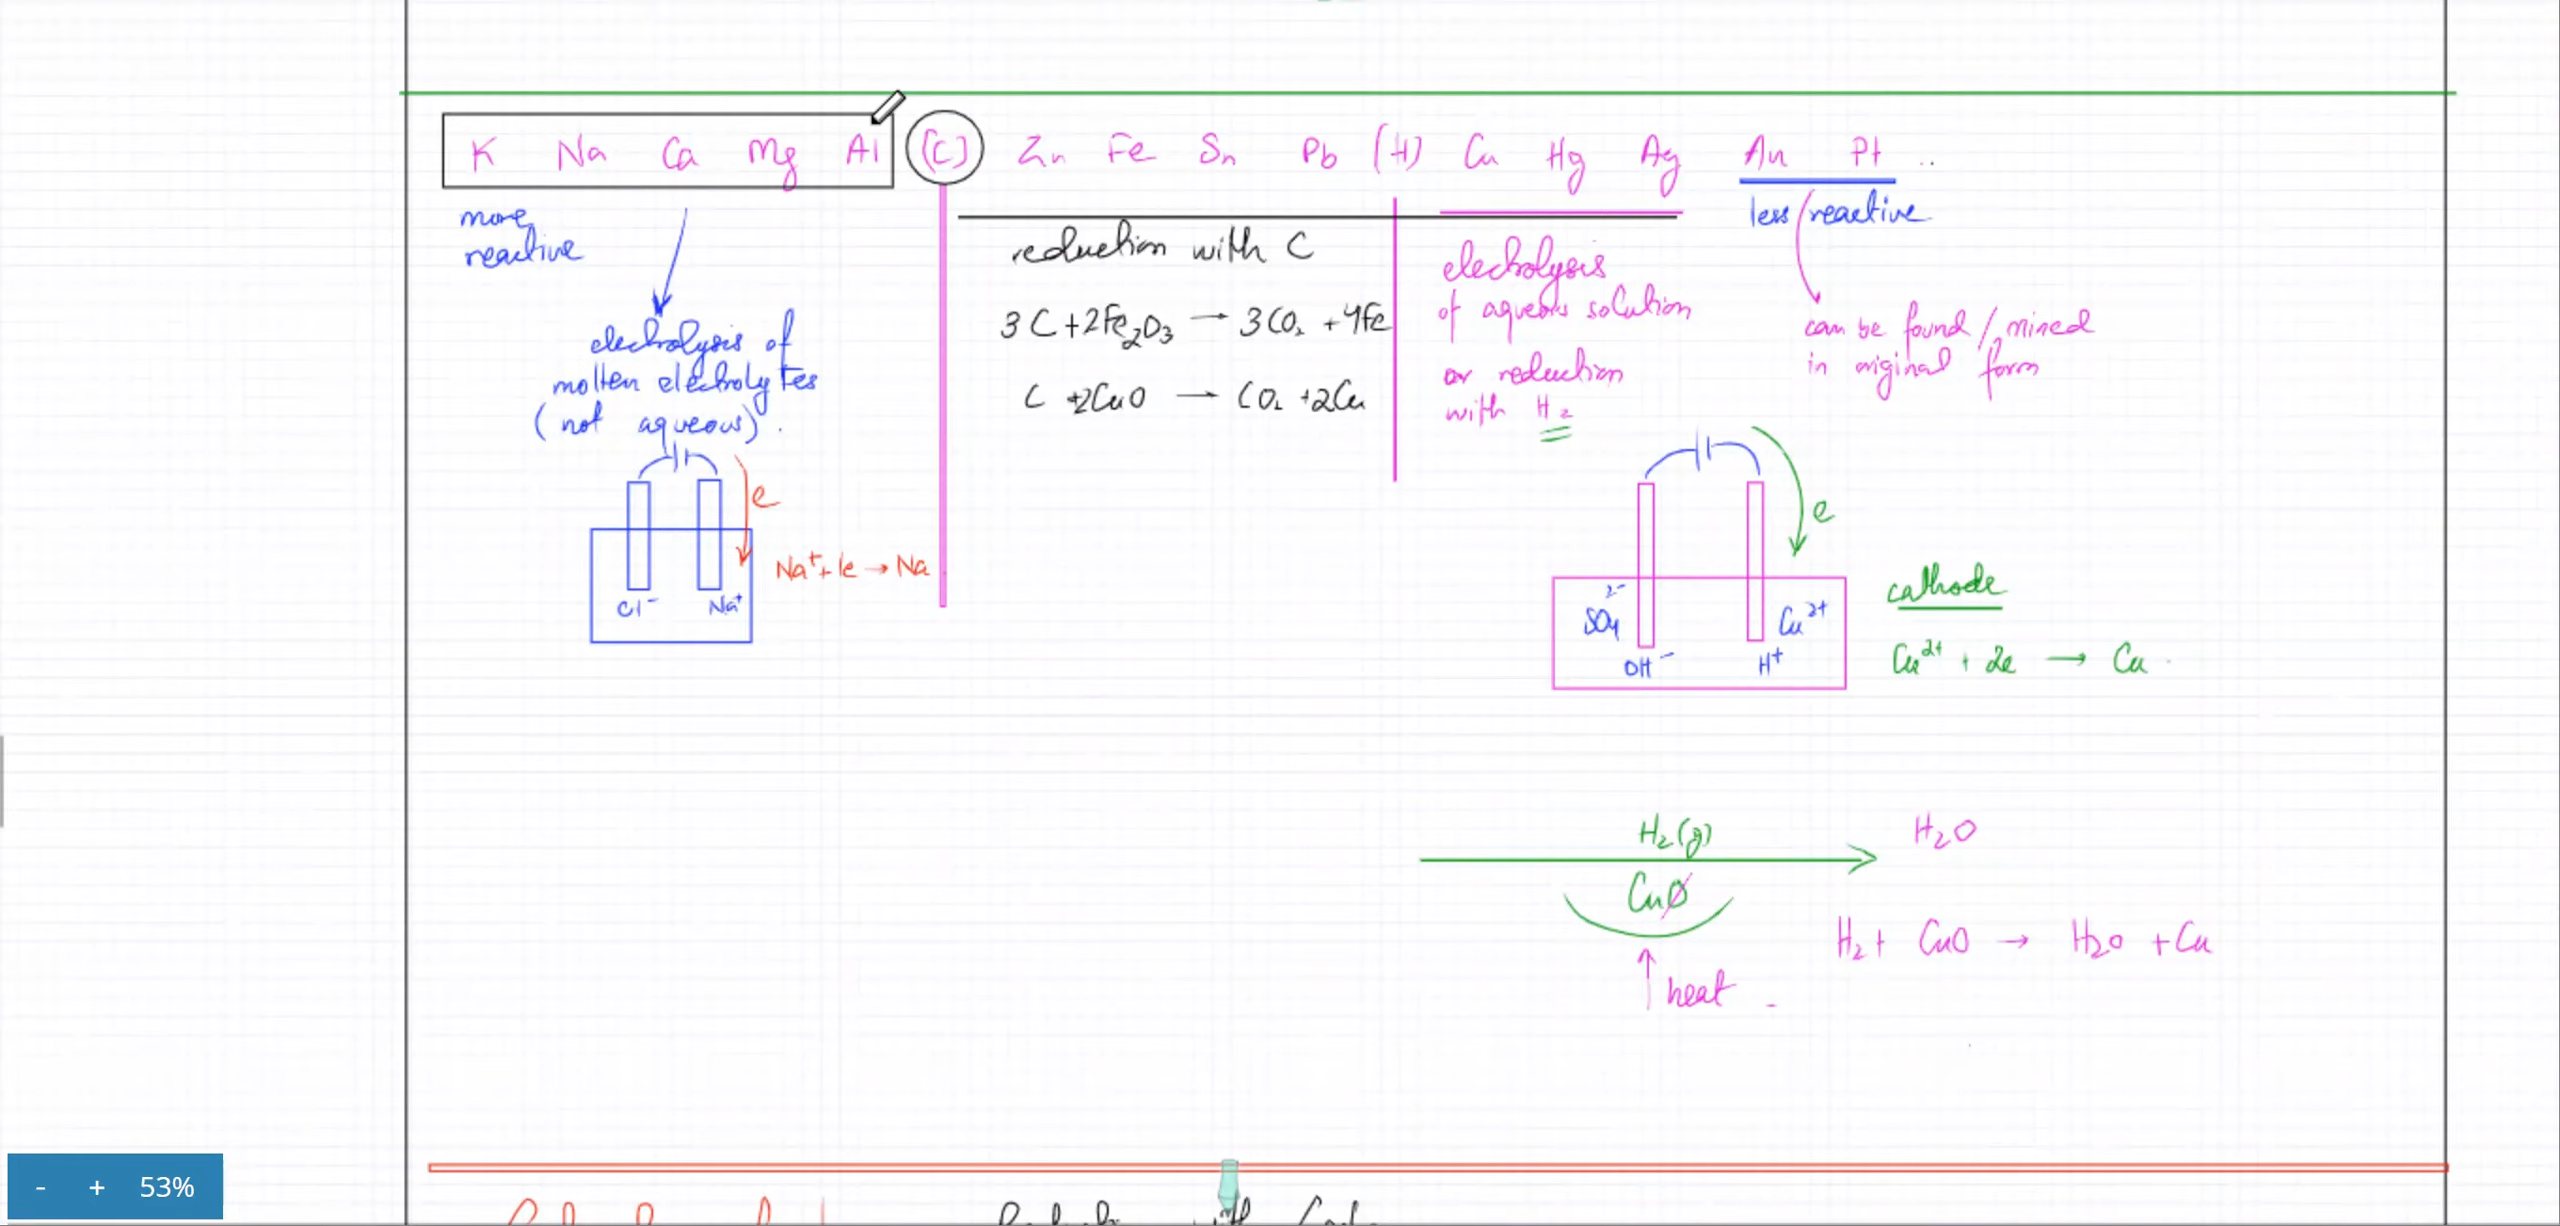 K Na Ca Mg Al (C) Zn Fe Sn Pb (H) Cu Hg Ag Au Pt ..
more
reactive
electrolysis of
molten electrolytes
(not aqueous).
e
Na⁺ + 1e → Na
Cl⁻ Na⁺
reduction with C
3C + 2Fe₂O₃ → 3CO₂ + 4Fe
C + 2CuO → CO₂ + 2Cu
electrolysis
of aqueous solution
or reduction
with H₂
less reactive
can be found / mined
in original form
e
SO₄²⁻ Cu²⁺
OH⁻ H⁺
cathode
Cu²⁺ + 2e → Cu
H₂(g)
CuO
heat
H₂O
H₂ + CuO → H₂O + Cu
- + 53%